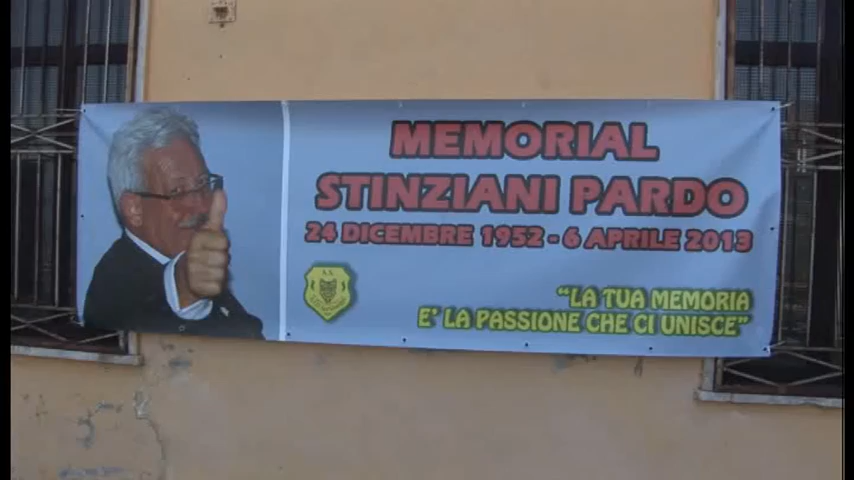 MEMORIAL
STINZIANI PARDO
24 DICEMBRE 1952 - 6 APRILE 2013
A.S.
"LA TUA MEMORIA
E' LA PASSIONE CHE CI UNISCE"